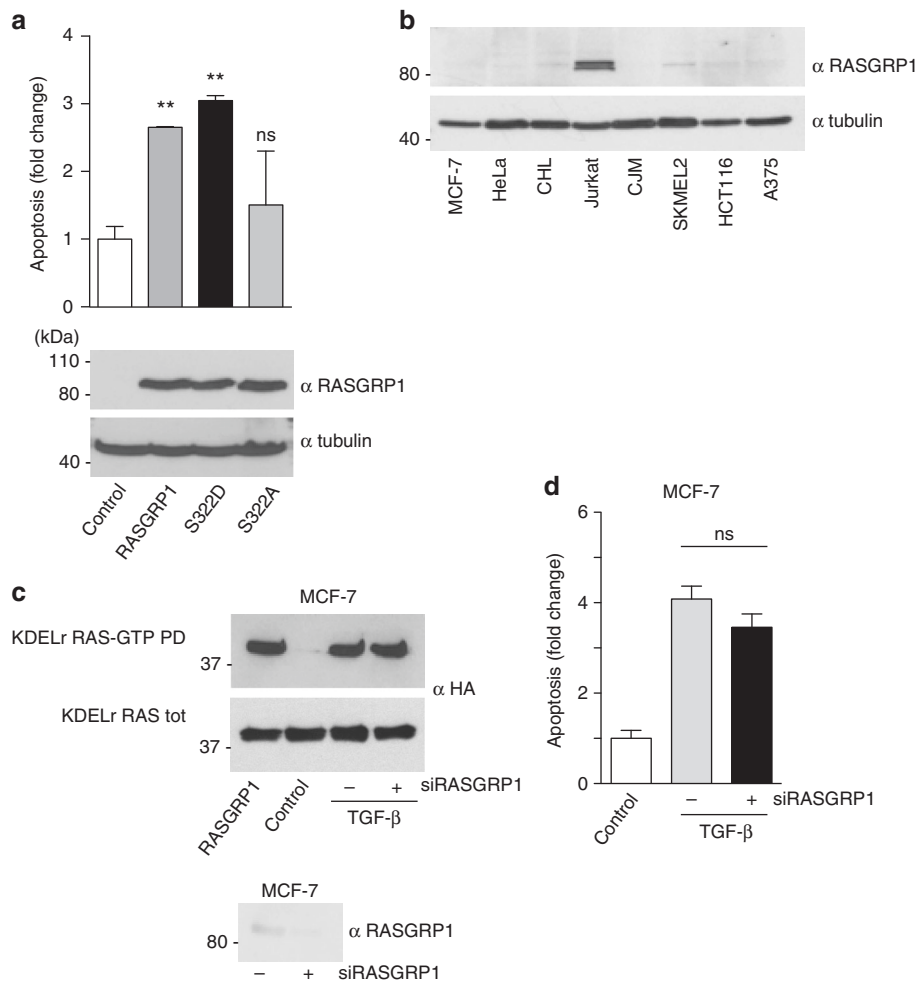 a
4
3
2
1
0
Apoptosis (fold change)
**
**
ns
(kDa)
110
80
α RASGRP1
40
α tubulin
Control
RASGRP1
S322D
S322A
b
80
α RASGRP1
40
α tubulin
MCF-7
HeLa
CHL
Jurkat
CJM
SKMEL2
HCT116
A375
c
MCF-7
KDELr RAS-GTP PD
37
α HA
KDELr RAS tot
37
RASGRP1
Control
– + siRASGRP1
TGF-β
MCF-7
80
α RASGRP1
– + siRASGRP1
d
MCF-7
6
4
2
0
Apoptosis (fold change)
ns
Control
– + siRASGRP1
TGF-β